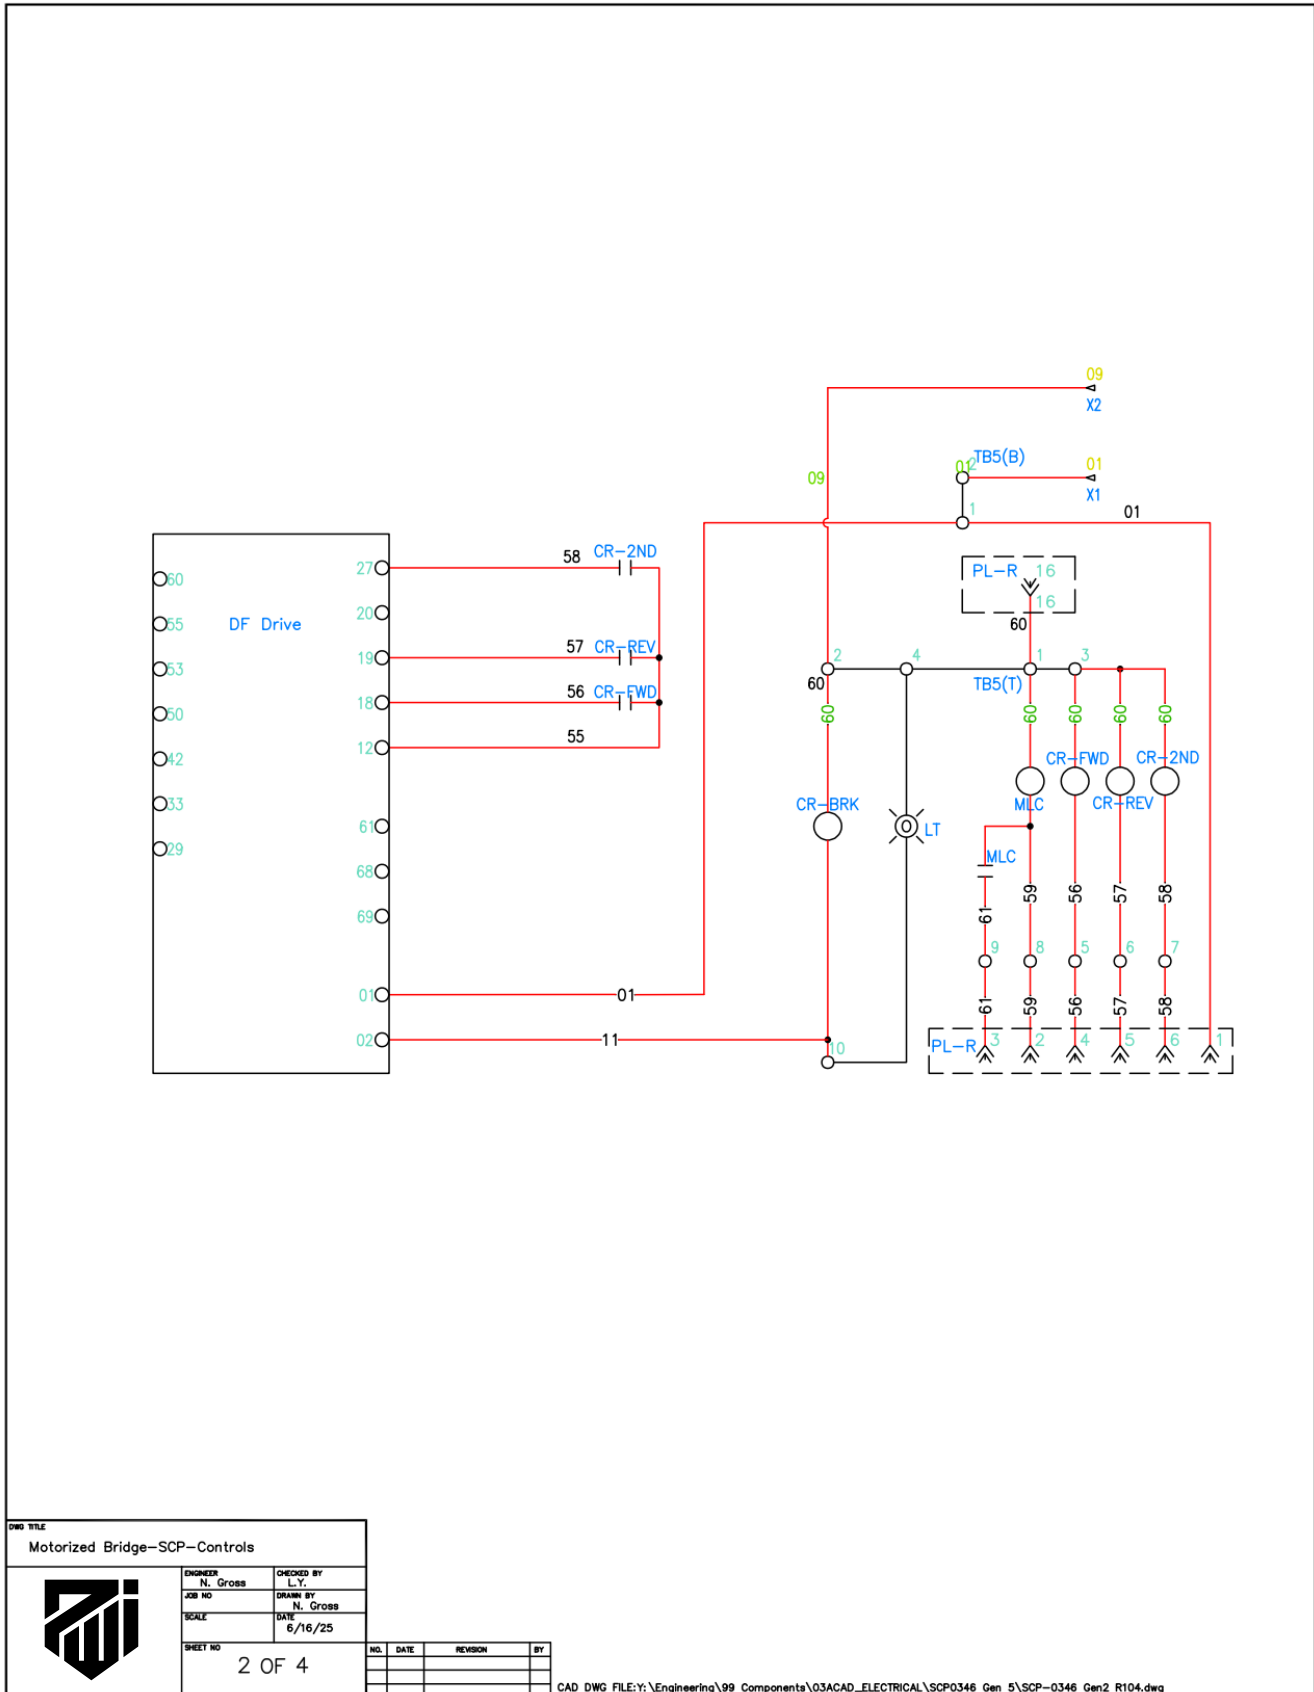 09
X2
TB5(B)
01
2
01
09
X1
1
01
58
CR-2ND
27
PL-R
16
60
16
20
55
DF Drive
60
57
CR-REV
19
2
4
1
3
53
60
TB5(T)
56
CR-FWD
18
50
60
60
60
60
60
55
12
42
CR-FWD
CR-2ND
33
CR-BRK
MLC
CR-REV
61
LT
29
MLC
68
59
56
57
58
69
61
9
8
5
6
7
01
01
61
59
56
57
58
02
11
10
PL-R
3
2
4
5
6
1
DWG TITLE
Motorized Bridge-SCP-Controls
ENGINEER
N. Gross
CHECKED BY
L.Y.
JOB NO
DRAWN BY
N. Gross
SCALE
DATE
6/16/25
SHEET NO
2 OF 4
NO. DATE REVISION BY
CAD DWG FILE:Y:\Engineering\99 Components\03ACAD_ELECTRICAL\SCP0346 Gen 5\SCP-0346 Gen2 R104.dwg